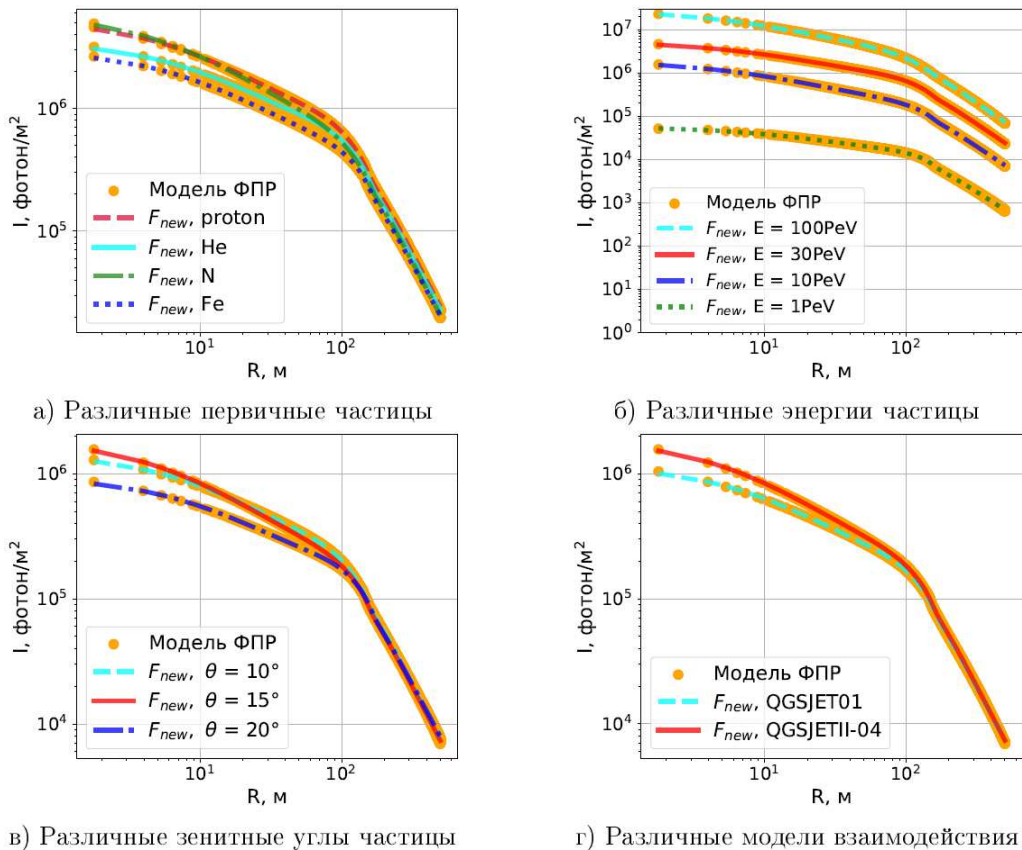 I, фотон/м²
10⁶
10⁵
Модель ФПР
F_new, proton
F_new, He
F_new, N
F_new, Fe
10¹
10²
R, м
а) Различные первичные частицы
I, фотон/м²
10⁷
10⁶
10⁵
10⁴
10³
10²
10¹
10⁰
Модель ФПР
F_new, E = 100PeV
F_new, E = 30PeV
F_new, E = 10PeV
F_new, E = 1PeV
10¹
10²
R, м
б) Различные энергии частицы
I, фотон/м²
10⁶
10⁵
10⁴
Модель ФПР
F_new, θ = 10°
F_new, θ = 15°
F_new, θ = 20°
10¹
10²
R, м
в) Различные зенитные углы частицы
I, фотон/м²
10⁶
10⁵
10⁴
Модель ФПР
F_new, QGSJET01
F_new, QGSJETII-04
10¹
10²
R, м
г) Различные модели взаимодействия